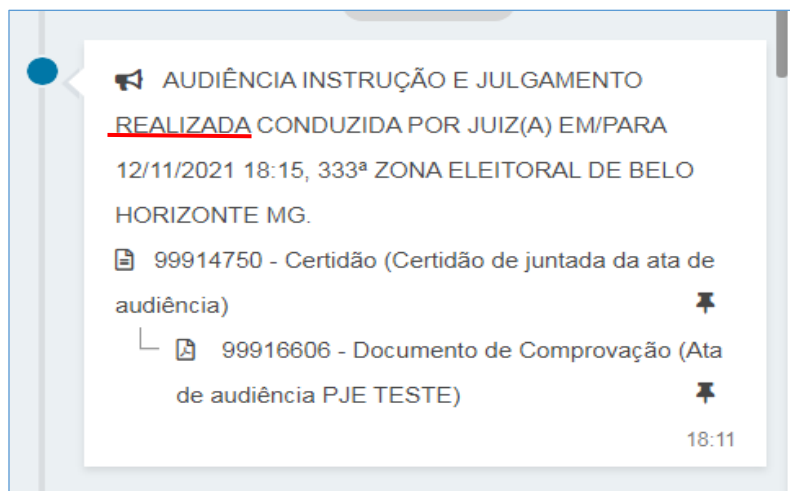 AUDIÊNCIA INSTRUÇÃO E JULGAMENTO
REALIZADA CONDUZIDA POR JUIZ(A) EM/PARA
12/11/2021 18:15, 333ª ZONA ELEITORAL DE BELO
HORIZONTE MG.
99914750 - Certidão (Certidão de juntada da ata de
audiência)
99916606 - Documento de Comprovação (Ata
de audiência PJE TESTE)
18:11